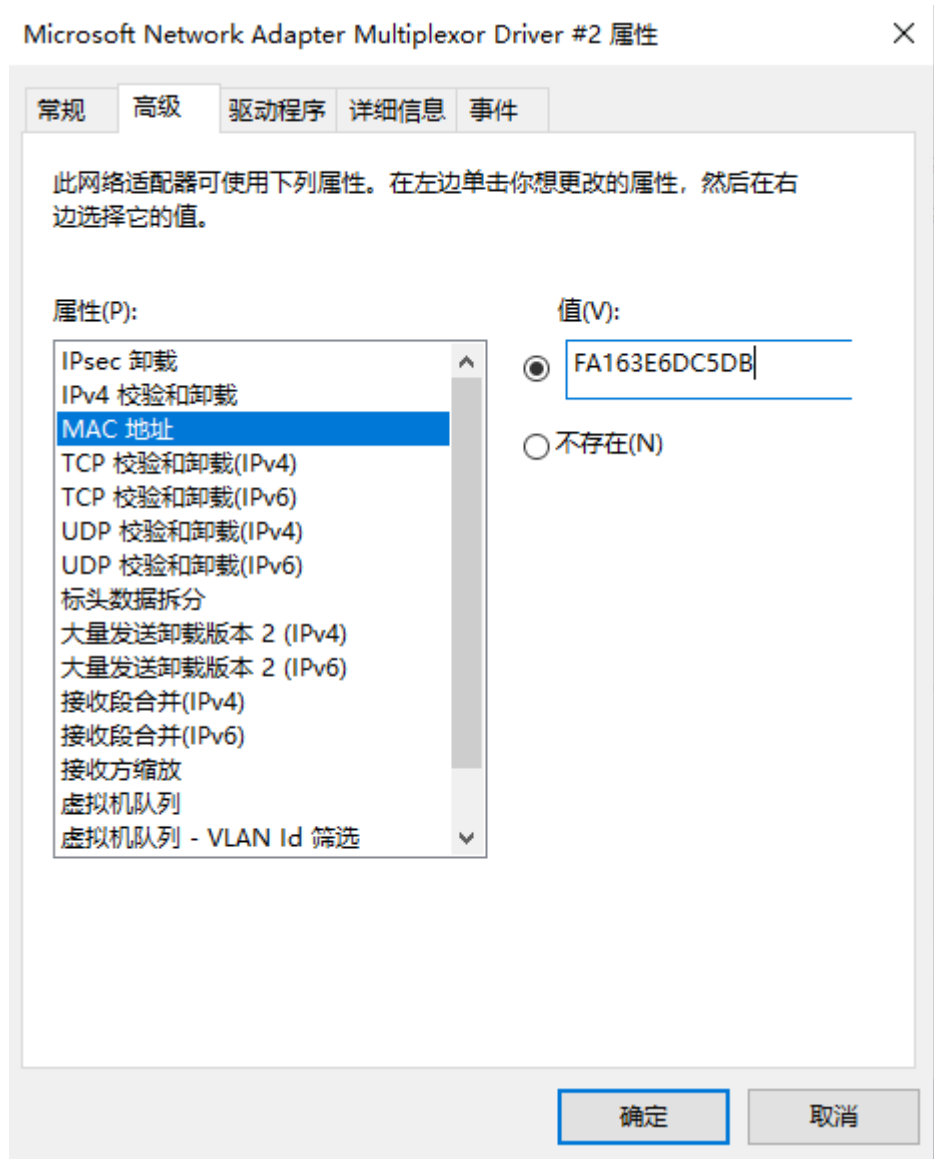 Microsoft Network Adapter Multiplexor Driver #2 属性
常规 高级 驱动程序 详细信息 事件
此网络适配器可使用下列属性。在左边单击你想更改的属性，然后在右
边选择它的值。
属性(P):
值(V):
IPsec 卸载
IPv4 校验和卸载
MAC 地址
TCP 校验和卸载(IPv4)
TCP 校验和卸载(IPv6)
UDP 校验和卸载(IPv4)
UDP 校验和卸载(IPv6)
标头数据拆分
大量发送卸载版本 2 (IPv4)
大量发送卸载版本 2 (IPv6)
接收段合并(IPv4)
接收段合并(IPv6)
接收方缩放
虚拟机队列
虚拟机队列 - VLAN Id 筛选
FA163E6DC5DB
不存在(N)
确定
取消